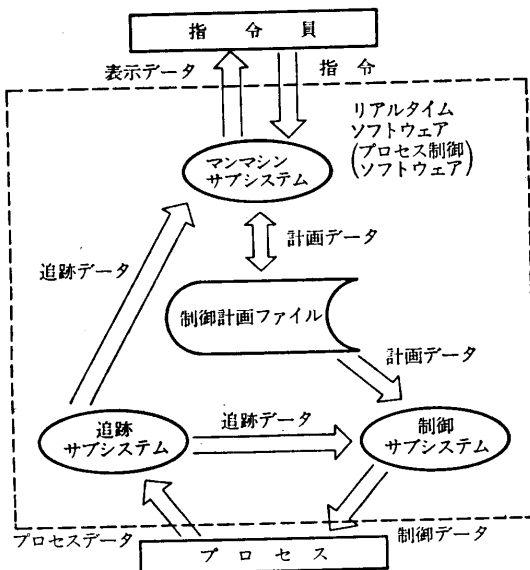 指令員
表示データ
指令
リアルタイム
ソフトウェア
(プロセス制御)
ソフトウェア
マンマシン
サブシステム
計画データ
追跡データ
制御計画ファイル
計画データ
追跡
サブシステム
追跡データ
制御
サブシステム
プロセスデータ
制御データ
プロセス